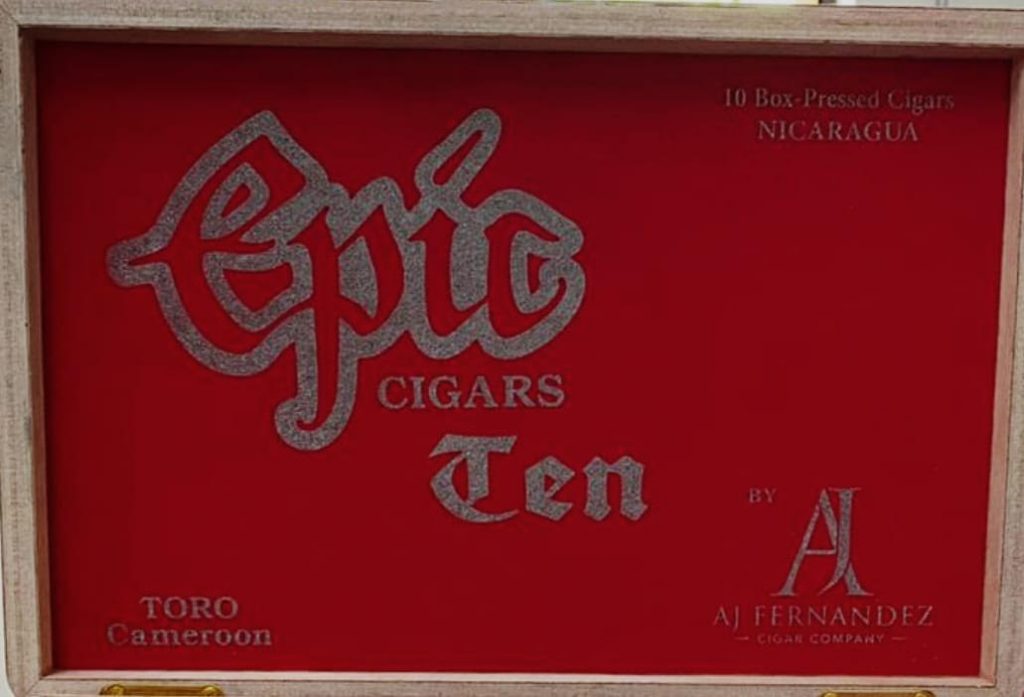 10 Box-Pressed Cigars
NICARAGUA
Epic
CIGARS
Ten
BY
AJ
AJ FERNANDEZ
CIGAR COMPANY
TORO
Cameroon